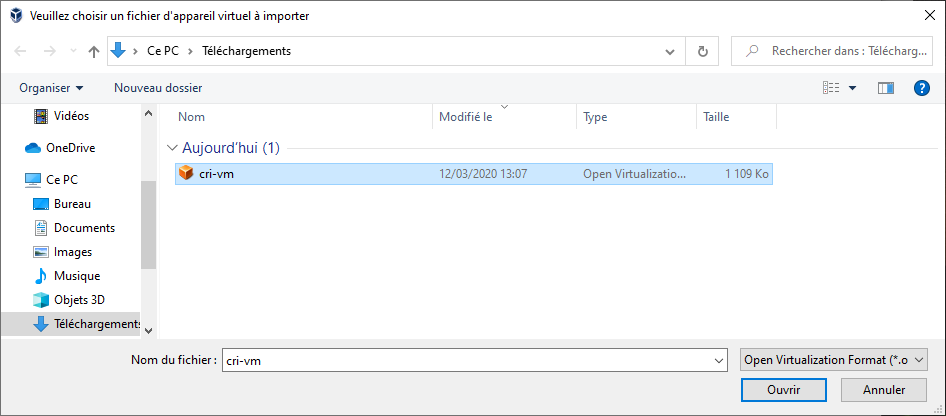 Veuillez choisir un fichier d'appareil virtuel à importer
Ce PC > Téléchargements
Rechercher dans : Télécharg...
Organiser
Nouveau dossier
?
Vidéos
OneDrive
Ce PC
Bureau
Documents
Images
Musique
Objets 3D
Téléchargements
Nom
Modifié le
Type
Taille
Aujourd'hui (1)
cri-vm
12/03/2020 13:07
Open Virtualizatio...
1 109 Ko
Nom du fichier :
cri-vm
Open Virtualization Format (*.o
Ouvrir
Annuler